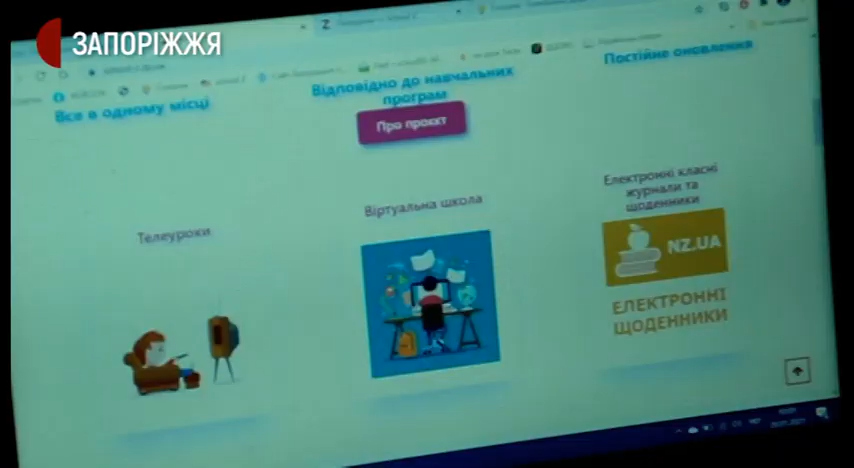 ЗАПОРІЖЖЯ
Все в одному місці
Відповідно до навчальних
програм
Постійне оновлення
Про проєкт
Телеуроки
Віртуальна школа
Електронні класні
журнали та
щоденники
NZ.UA
ЕЛЕКТРОННІ
ЩОДЕННИКИ